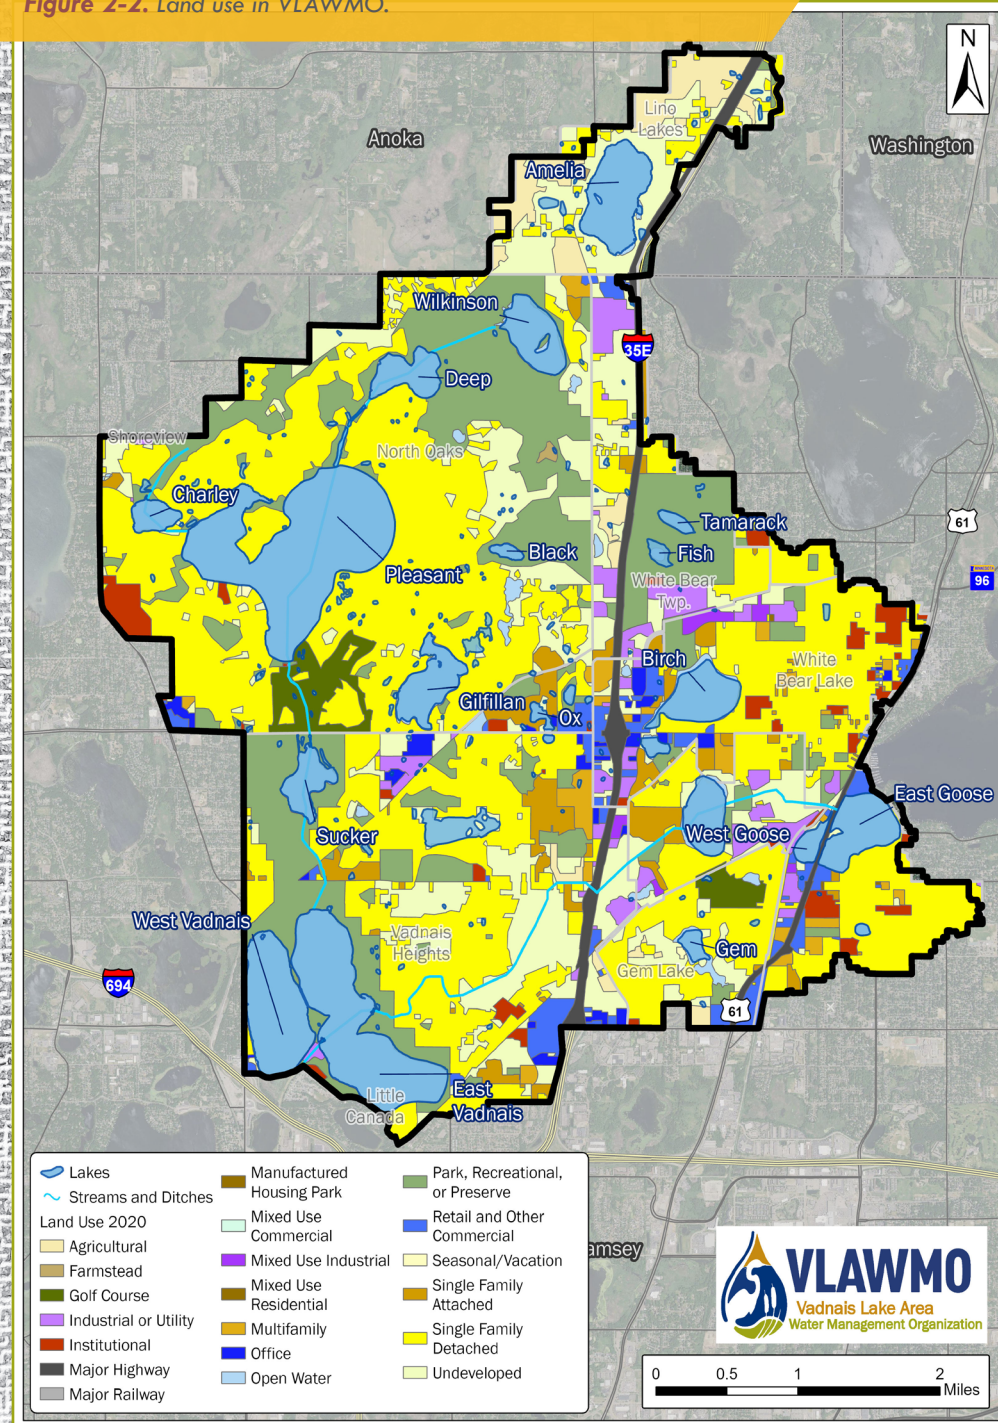 Figure 2-2. Land use in VLAWMO.
N
Lino
Lakes
Anoka
Washington
Amelia
Wilkinson
35E
Deep
Shoreview
North Oaks
Charley
61
Tamarack
Black
Fish
Pleasant
MINNESOTA
96
White Bear
Twp.
Birch
White
Bear Lake
Gilfillan
Ox
East Goose
Sucker
West Goose
West Vadnais
Vadnais
Heights
Gem
Gem Lake
694
61
Little
Canada
East
Vadnais
Lakes
Streams and Ditches
Land Use 2020
Agricultural
Farmstead
Golf Course
Industrial or Utility
Institutional
Major Highway
Major Railway
Manufactured
Housing Park
Mixed Use
Commercial
Mixed Use Industrial
Mixed Use
Residential
Multifamily
Office
Open Water
Park, Recreational,
or Preserve
Retail and Other
Commercial
Seasonal/Vacation
Single Family
Attached
Single Family
Detached
Undeveloped
amsey
VLAWMO
Vadnais Lake Area
Water Management Organization
0 0.5 1 2
Miles